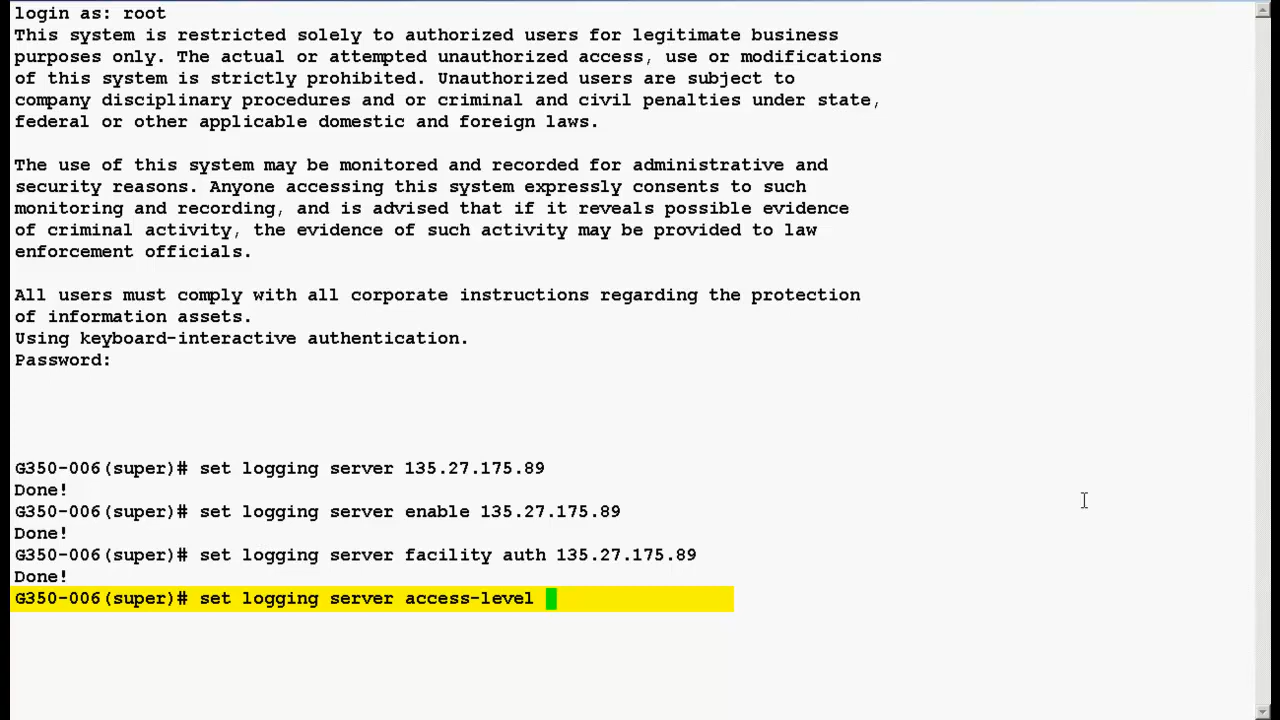 login as: root
This system is restricted solely to authorized users for legitimate business
purposes only. The actual or attempted unauthorized access, use or modifications
of this system is strictly prohibited. Unauthorized users are subject to
company disciplinary procedures and or criminal and civil penalties under state,
federal or other applicable domestic and foreign laws.
The use of this system may be monitored and recorded for administrative and
security reasons. Anyone accessing this system expressly consents to such
monitoring and recording, and is advised that if it reveals possible evidence
of criminal activity, the evidence of such activity may be provided to law
enforcement officials.
All users must comply with all corporate instructions regarding the protection
of information assets.
Using keyboard-interactive authentication.
Password:
G350-006(super)# set logging server 135.27.175.89
Done!
G350-006(super)# set logging server enable 135.27.175.89
Done!
G350-006(super)# set logging server facility auth 135.27.175.89
Done!
G350-006(super)# set logging server access-level